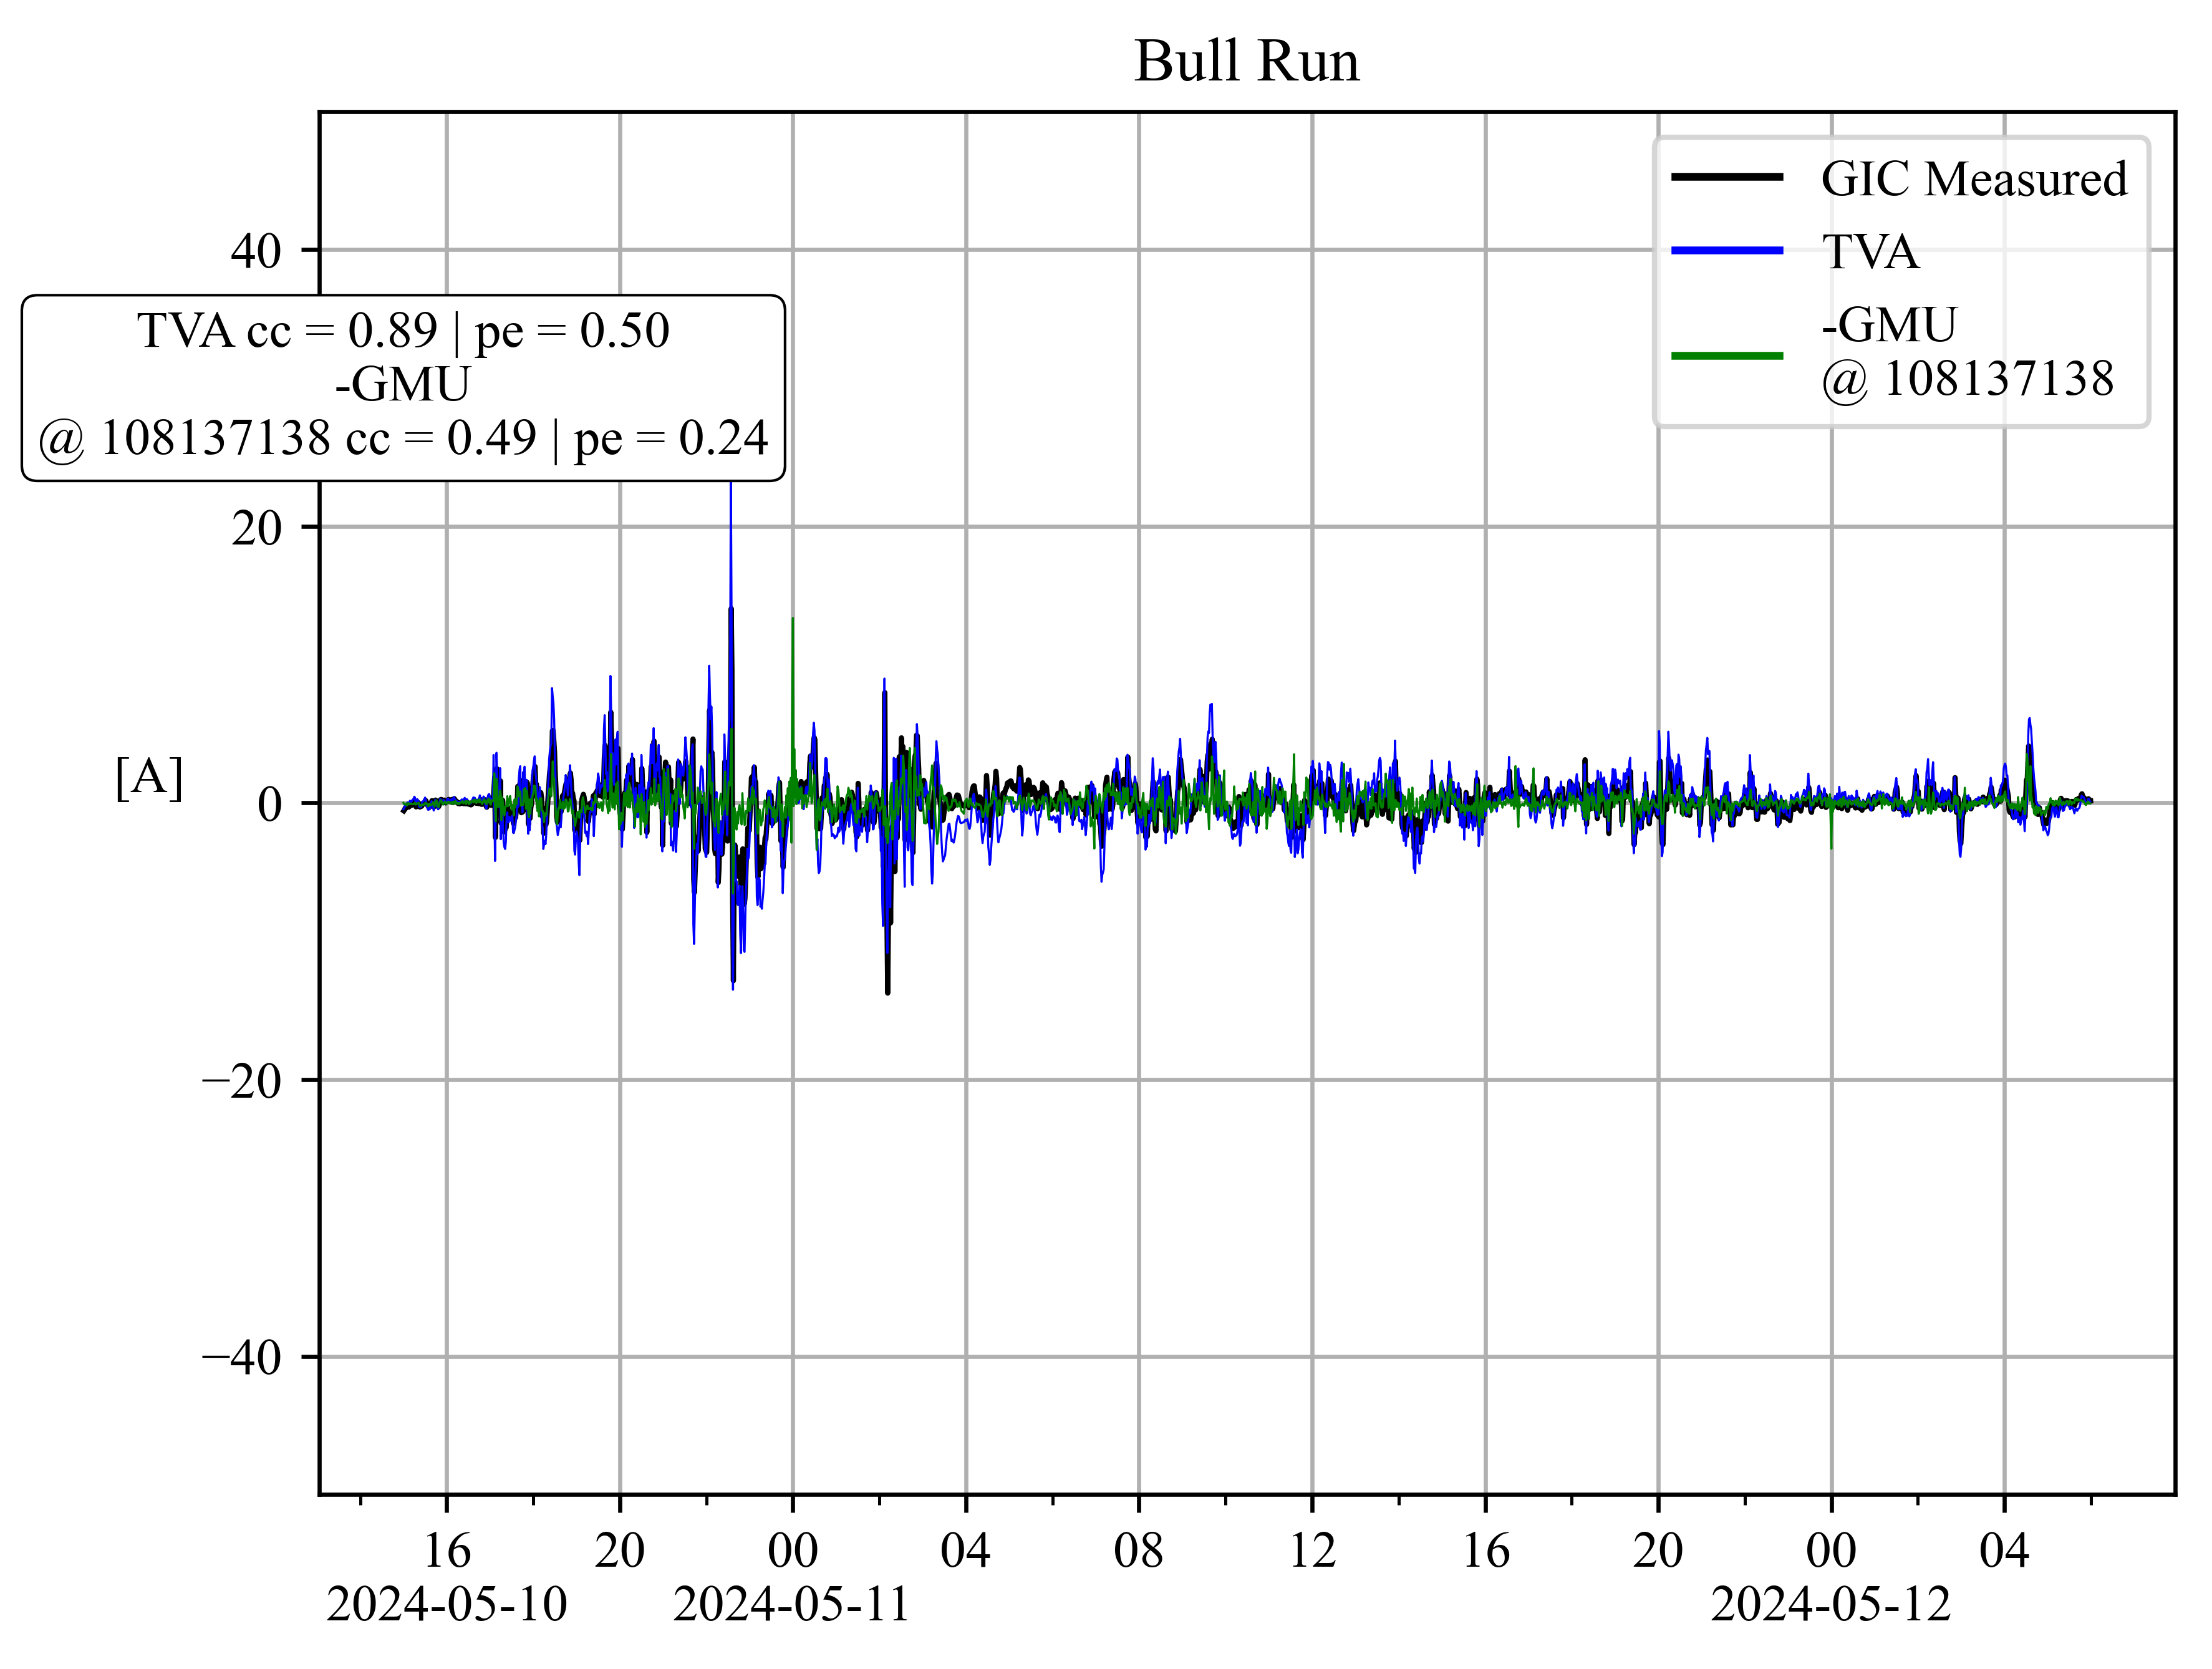 Bull Run
GIC Measured
TVA
-GMU
@ 108137138
TVA cc = 0.89 | pe = 0.50
-GMU
@ 108137138 cc = 0.49 | pe = 0.24
[A]
40
20
0
−20
−40
16 20 00 04 08 12 16 20 00 04
2024-05-10 2024-05-11 2024-05-12